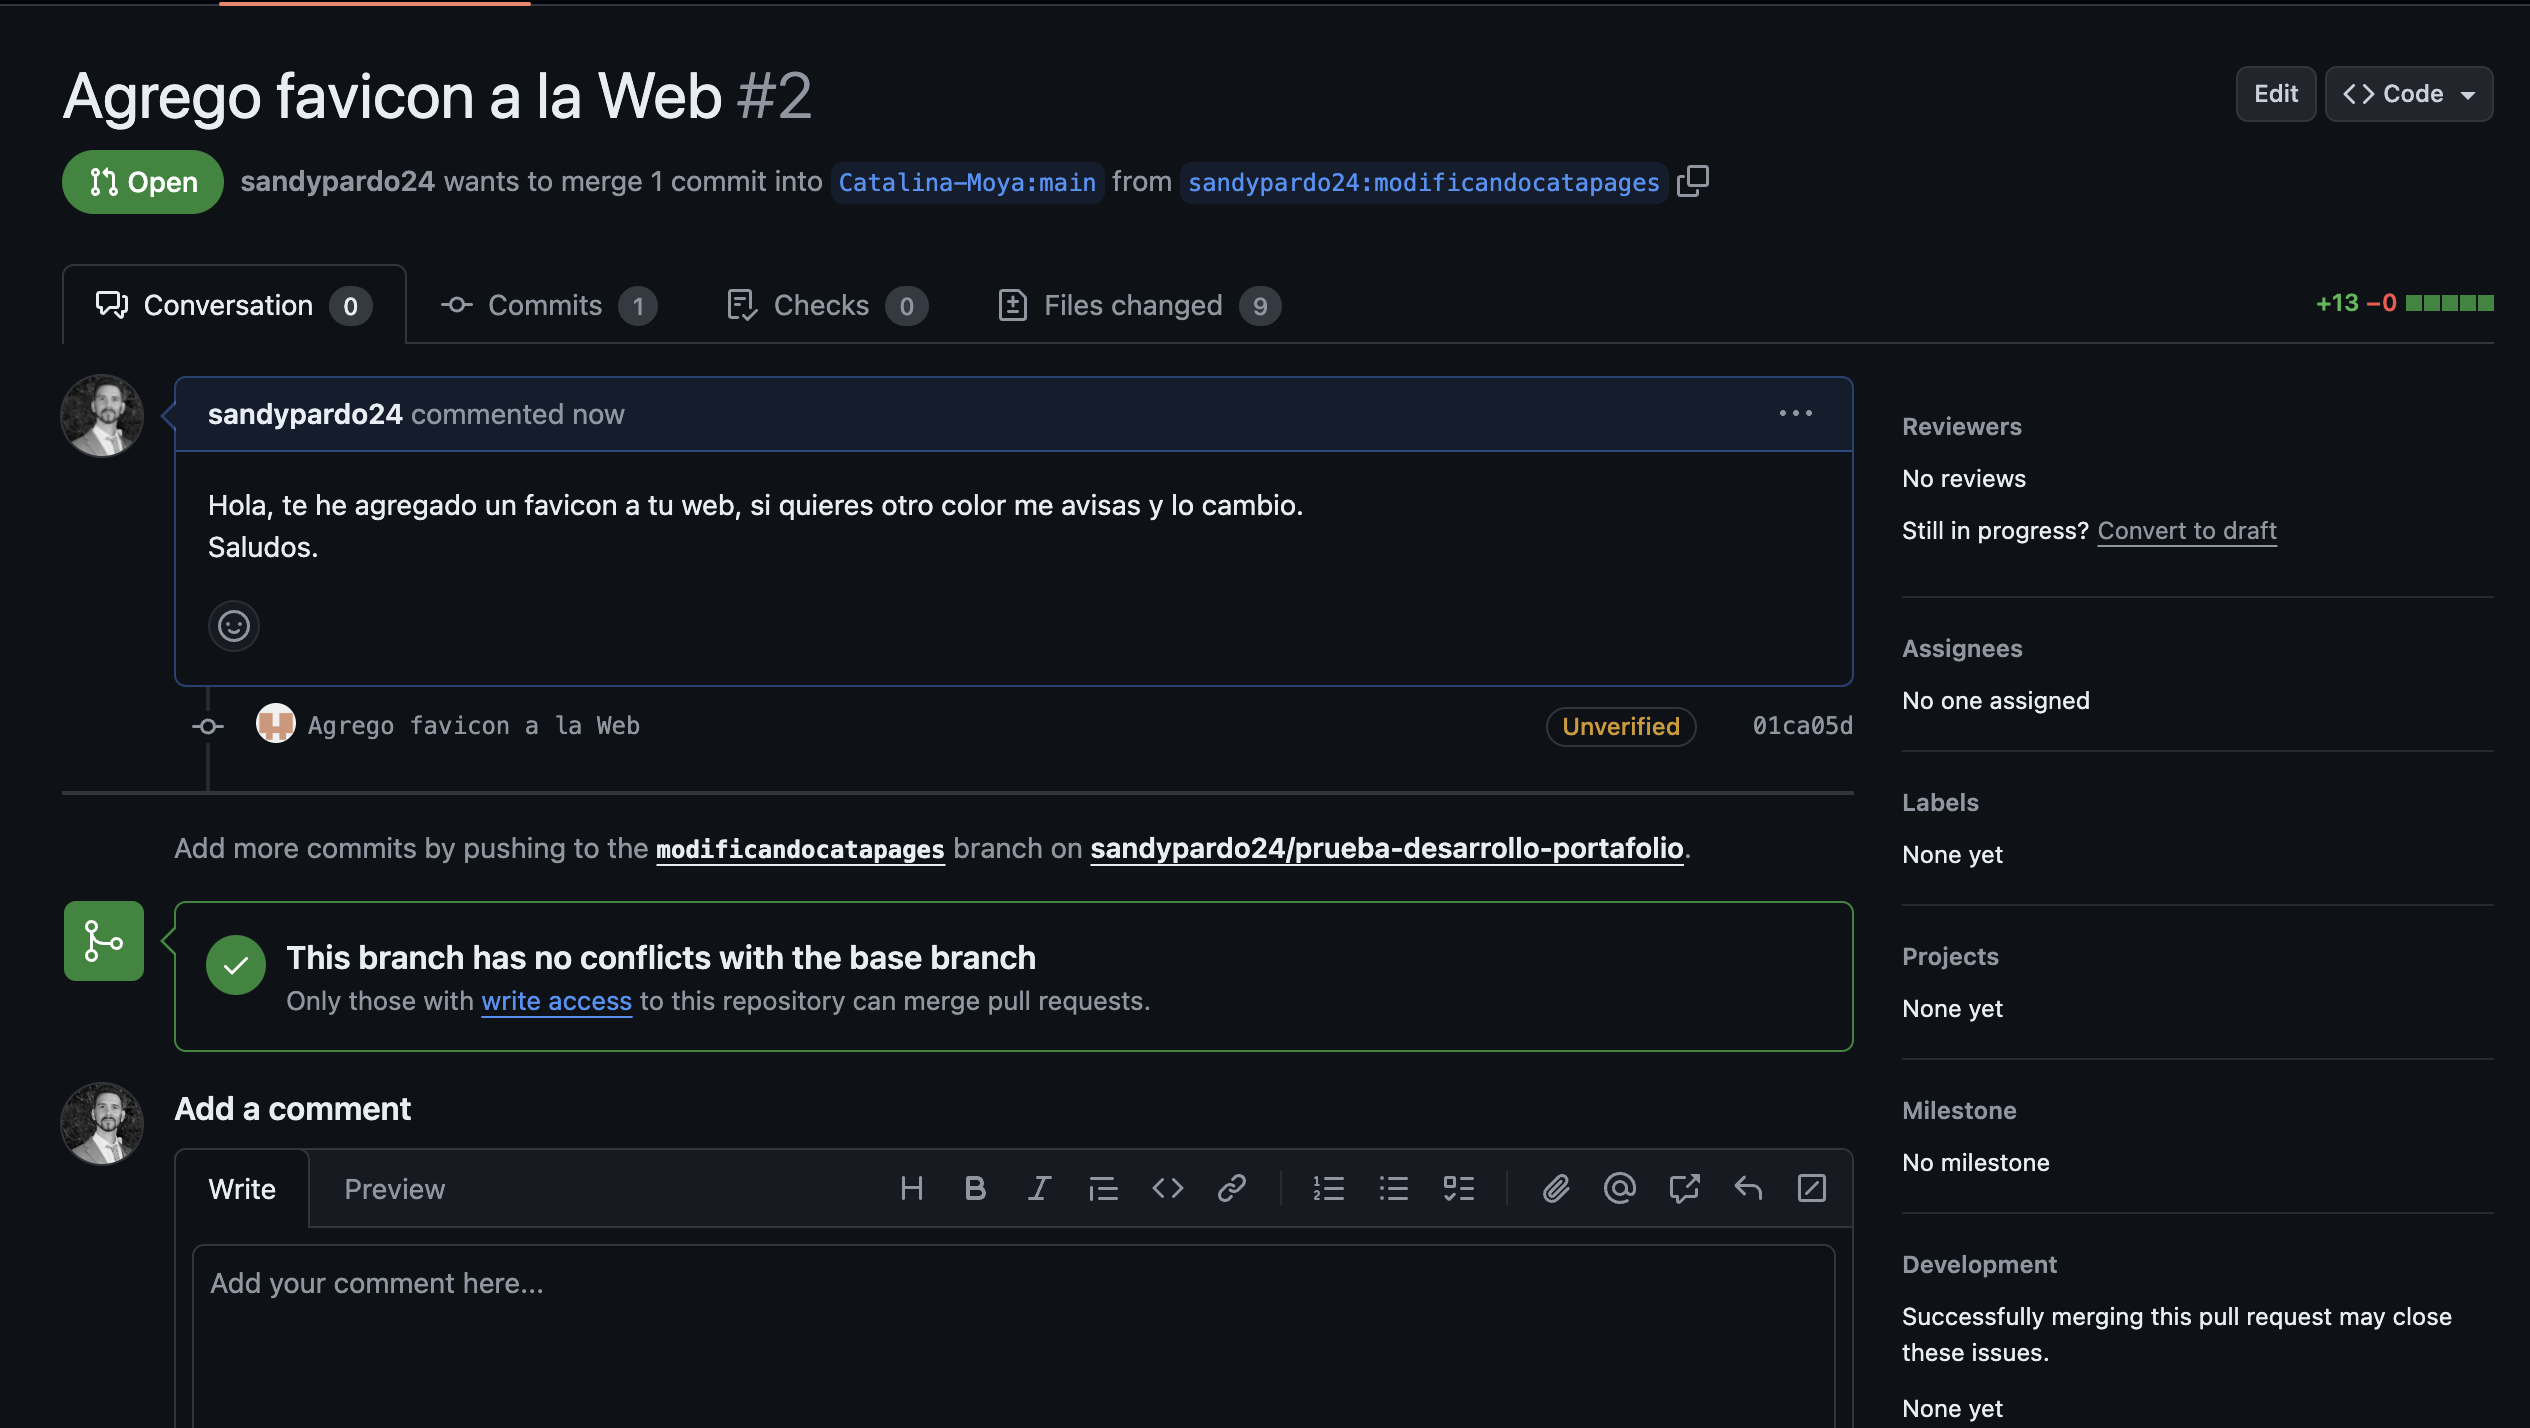 Agrego favicon a la Web #2
Edit
Code
Open
sandypardo24 wants to merge 1 commit into Catalina-Moya:main from sandypardo24:modificandocatapages
Conversation 0
Commits 1
Checks 0
Files changed 9
+13 −0
sandypardo24 commented now
Hola, te he agregado un favicon a tu web, si quieres otro color me avisas y lo cambio.
Saludos.
Agrego favicon a la Web
Unverified
01ca05d
Add more commits by pushing to the modificandocatapages branch on sandypardo24/prueba-desarrollo-portafolio.
This branch has no conflicts with the base branch
Only those with write access to this repository can merge pull requests.
Add a comment
Write
Preview
Add your comment here...
Reviewers
No reviews
Still in progress? Convert to draft
Assignees
No one assigned
Labels
None yet
Projects
None yet
Milestone
No milestone
Development
Successfully merging this pull request may close
these issues.
None yet